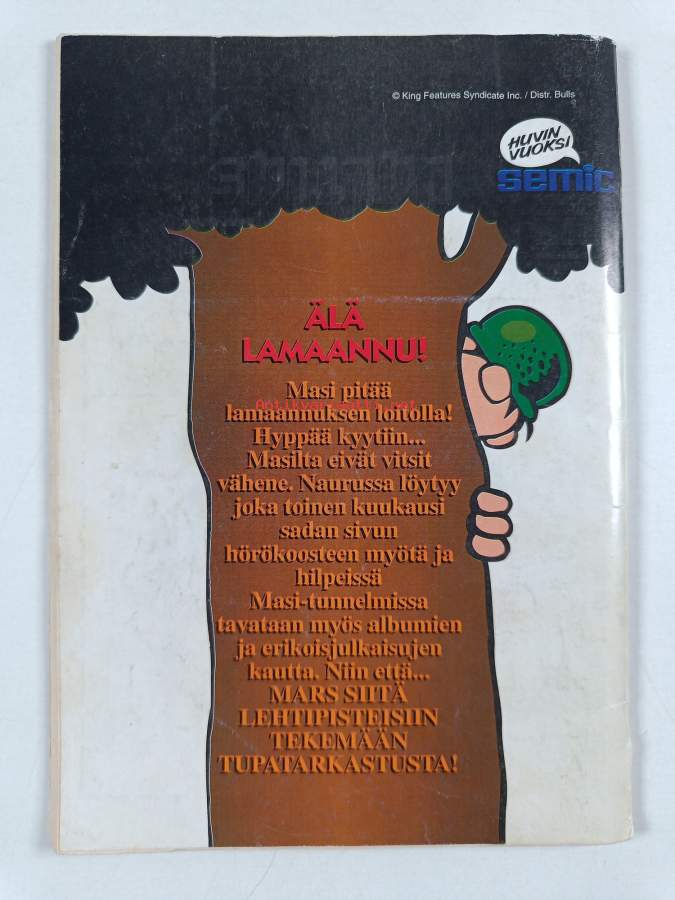 © King Features Syndicate Inc. / Distr. Bulls
HUVIN
VUOKSI
semic
ÄLÄ
LAMAANNU!
Masi pitää
lamaannuksen loitolla!
Hyppää kyytiin...
Masilta eivät vitsit
vähene. Naurussa löytyy
joka toinen kuukausi
sadan sivun
hörökoosteen myötä ja
hilpeissä
Masi-tunnelmissa
tavataan myös albumien
ja erikoisjulkaisujen
kautta. Niin että...
MARS SIITÄ
LEHTIPISTEISIIN
TEKEMÄÄN
TUPATARKASTUSTA!